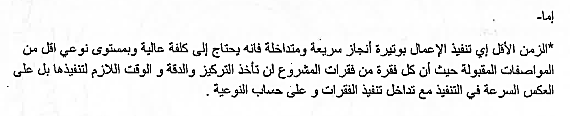 إما-
*الزمن الأقل إي تنفيذ الإعمال بوتيرة أنجاز سريعة ومتداخلة فانه يحتاج إلى كلفة عالية وبمستوى نوعي اقل من
المواصفات المقبولة حيث أن كل فقرة من فقرات المشروع ان تأخذ التركيز والدقة و الوقت اللازم لتنفيذها بل على
العكس السرعة في التنفيذ مع تداخل تنفيذ الفقرات و على حساب النوعية .